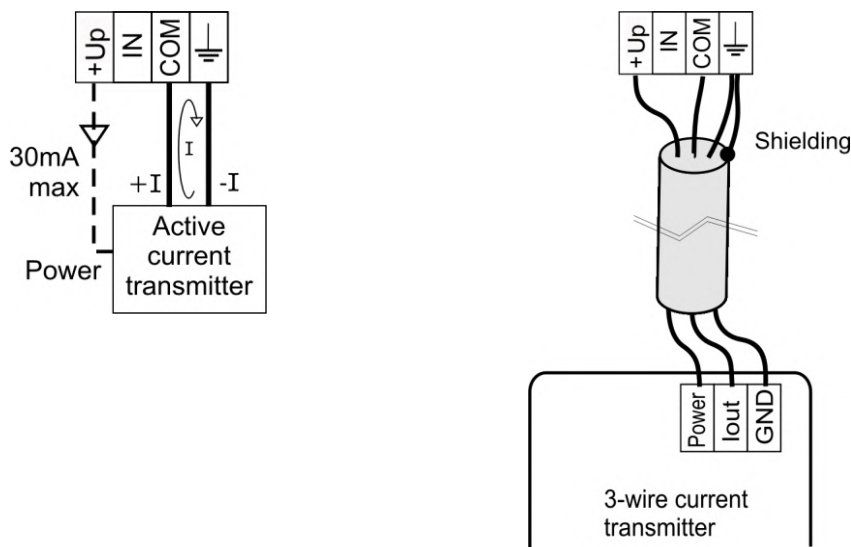 +Up
IN
COM
30mA
max
+I
I
-I
Power
Active
current
transmitter
+Up
IN
COM
Shielding
Power
Iout
GND
3-wire current
transmitter